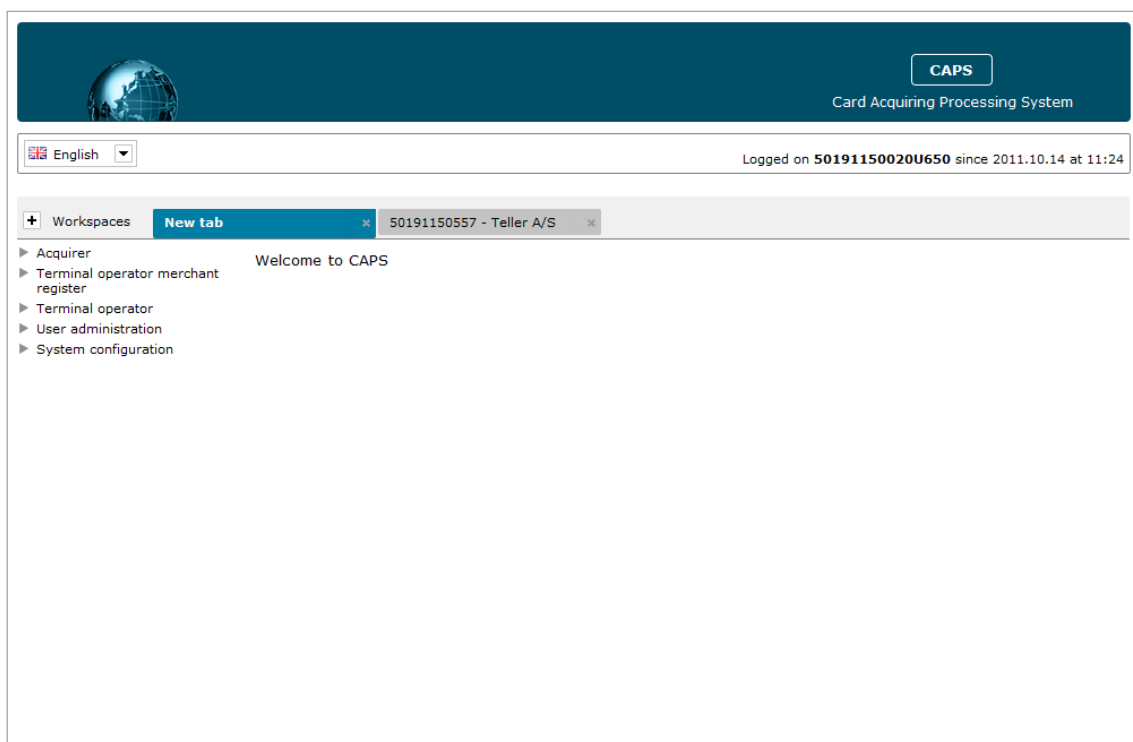 CAPS
Card Acquiring Processing System
English
Logged on 50191150020U650 since 2011.10.14 at 11:24
+ Workspaces New tab × 50191150557 - Teller A/S ×
Acquirer
Welcome to CAPS
Terminal operator merchant
register
Terminal operator
User administration
System configuration